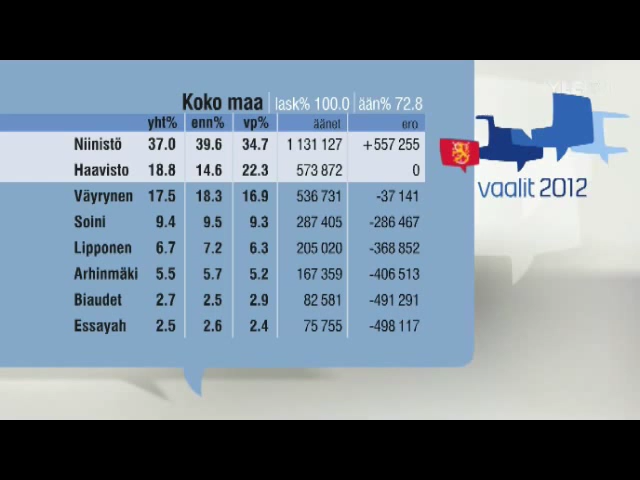 Koko maa lask% 100.0 ään% 72.8
yht% enn% vp% äänet ero
Niinistö 37.0 39.6 34.7 1 131 127 +557 255
Haavisto 18.8 14.6 22.3 573 872 0
Väyrynen 17.5 18.3 16.9 536 731 -37 141
Soini 9.4 9.5 9.3 287 405 -286 467
Lipponen 6.7 7.2 6.3 205 020 -368 852
Arhinmäki 5.5 5.7 5.2 167 359 -406 513
Biaudet 2.7 2.5 2.9 82 581 -491 291
Essayah 2.5 2.6 2.4 75 755 -498 117
vaalit 2012